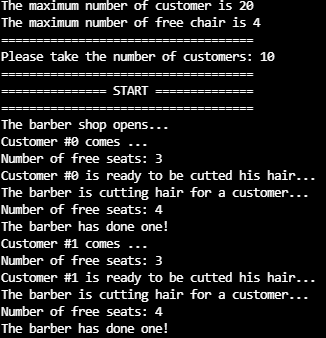 The maximum number of customer is 20
The maximum number of free chair is 4
====================================
Please take the number of customers: 10
====================================
=============== START ==============
====================================
The barber shop opens...
Customer #0 comes ...
Number of free seats: 3
Customer #0 is ready to be cutted his hair...
The barber is cutting hair for a customer...
Number of free seats: 4
The barber has done one!
Customer #1 comes ...
Number of free seats: 3
Customer #1 is ready to be cutted his hair...
The barber is cutting hair for a customer...
Number of free seats: 4
The barber has done one!